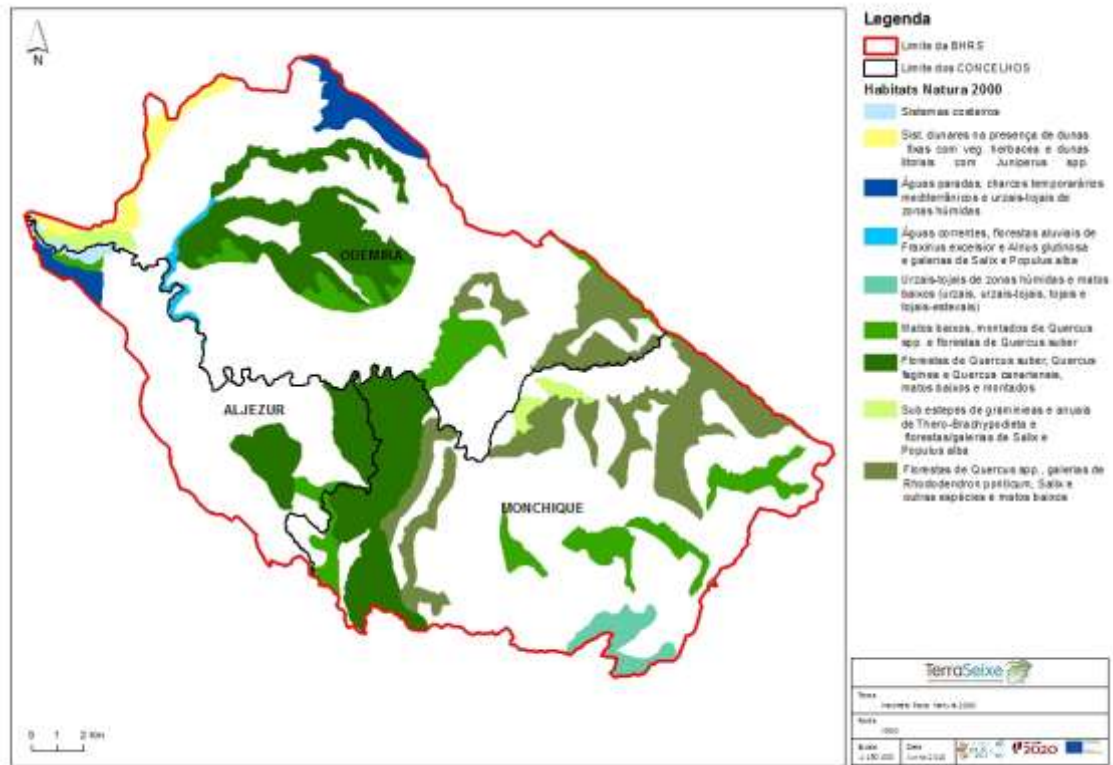 N
ODEMIRA
ALJEZUR
MONCHIQUE
0 1 2 Km
Legenda
Limite da BHRS
Limite dos CONCELHOS
Habitats Natura 2000
Sistemas costeiros
Sist. dunares na presença de dunas
fixas com veg. herbacea e dunas
litorais com Juniperus spp.
Águas paradas, charcos temporários
mediterrânicos e urzais-tojais de
zonas húmidas
Águas correntes, florestas aluviais de
Fraxinus excelsior e Alnus glutinosa
e galerias de Salix e Populus alba
Urzais-tojais de zonas húmidas e matos
baixos (urzais, urzais-tojais, tojais e
tojais-estevais)
Matos baixos, montados de Quercus
spp. e florestas de Quercus suber
Florestas de Quercus suber, Quercus
faginea e Quercus canariensis,
matos baixos e montados
Sub estepes de gramíneas e anuais
de Thero-Brachypodieta e
florestas/galerias de Salix e
Populus alba
Florestas de Quercus spp., galerias de
Rhododendron ponticum, Salix e
outras espécies e matos baixos
TerraSeixe
Tema
Fonte
Escala
Data
2020